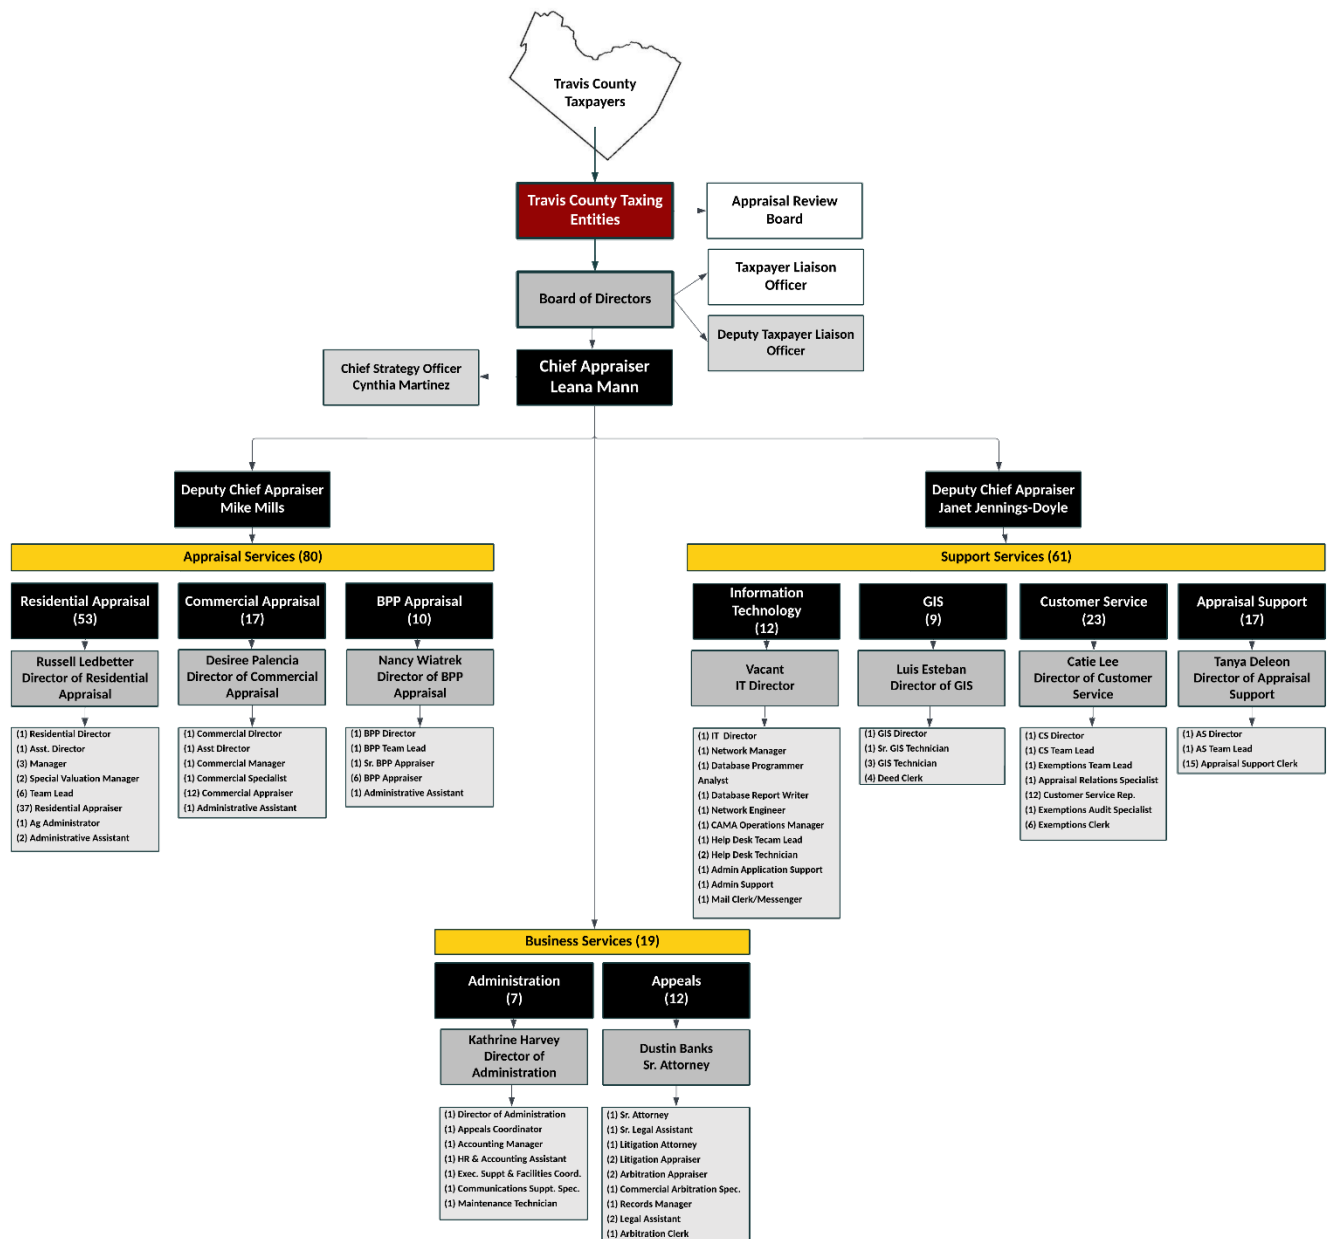 Travis County
Taxpayers
Travis County Taxing
Entities
Appraisal Review
Board
Taxpayer Liaison
Officer
Board of Directors
Deputy Taxpayer Liaison
Officer
Chief Strategy Officer
Cynthia Martinez
Chief Appraiser
Leana Mann
Deputy Chief Appraiser
Mike Mills
Deputy Chief Appraiser
Janet Jennings-Doyle
Appraisal Services (80)
Support Services (61)
Residential Appraisal
(53)
Russell Ledbetter
Director of Residential
Appraisal
(1) Residential Director
(1) Asst. Director
(3) Manager
(2) Special Valuation Manager
(6) Team Lead
(37) Residential Appraiser
(1) Ag Administrator
(2) Administrative Assistant
Commercial Appraisal
(17)
Desiree Palencia
Director of Commercial
Appraisal
(1) Commercial Director
(1) Asst Director
(1) Commercial Manager
(1) Commercial Specialist
(12) Commercial Appraiser
(1) Administrative Assistant
BPP Appraisal
(10)
Nancy Wiatrek
Director of BPP
Appraisal
(1) BPP Director
(1) BPP Team Lead
(1) Sr. BPP Appraiser
(6) BPP Appraiser
(1) Administrative Assistant
Information
Technology
(12)
Vacant
IT Director
(1) IT  Director
(1) Network Manager
(1) Database Programmer
Analyst
(1) Database Report Writer
(1) Network Engineer
(1) CAMA Operations Manager
(1) Help Desk Tecam Lead
(2) Help Desk Technician
(1) Admin Application Support
(1) Admin Support
(1) Mail Clerk/Messenger
GIS
(9)
Luis Esteban
Director of GIS
(1) GIS Director
(1) Sr. GIS Technician
(3) GIS Technician
(4) Deed Clerk
Customer Service
(23)
Catie Lee
Director of Customer
Service
(1) CS Director
(1) CS Team Lead
(1) Exemptions Team Lead
(1) Appraisal Relations Specialist
(12) Customer Service Rep.
(1) Exemptions Audit Specialist
(6) Exemptions Clerk
Appraisal Support
(17)
Tanya Deleon
Director of Appraisal
Support
(1) AS Director
(1) AS Team Lead
(15) Appraisal Support Clerk
Business Services (19)
Administration
(7)
Kathrine Harvey
Director of
Administration
(1) Director of Administration
(1) Appeals Coordinator
(1) Accounting Manager
(1) HR & Accounting Assistant
(1) Exec. Suppt & Facilities Coord.
(1) Communications Suppt. Spec.
(1) Maintenance Technician
Appeals
(12)
Dustin Banks
Sr. Attorney
(1) Sr. Attorney
(1) Sr. Legal Assistant
(1) Litigation Attorney
(2) Litigation Appraiser
(2) Arbitration Appraiser
(1) Commercial Arbitration Spec.
(1) Records Manager
(2) Legal Assistant
(1) Arbitration Clerk